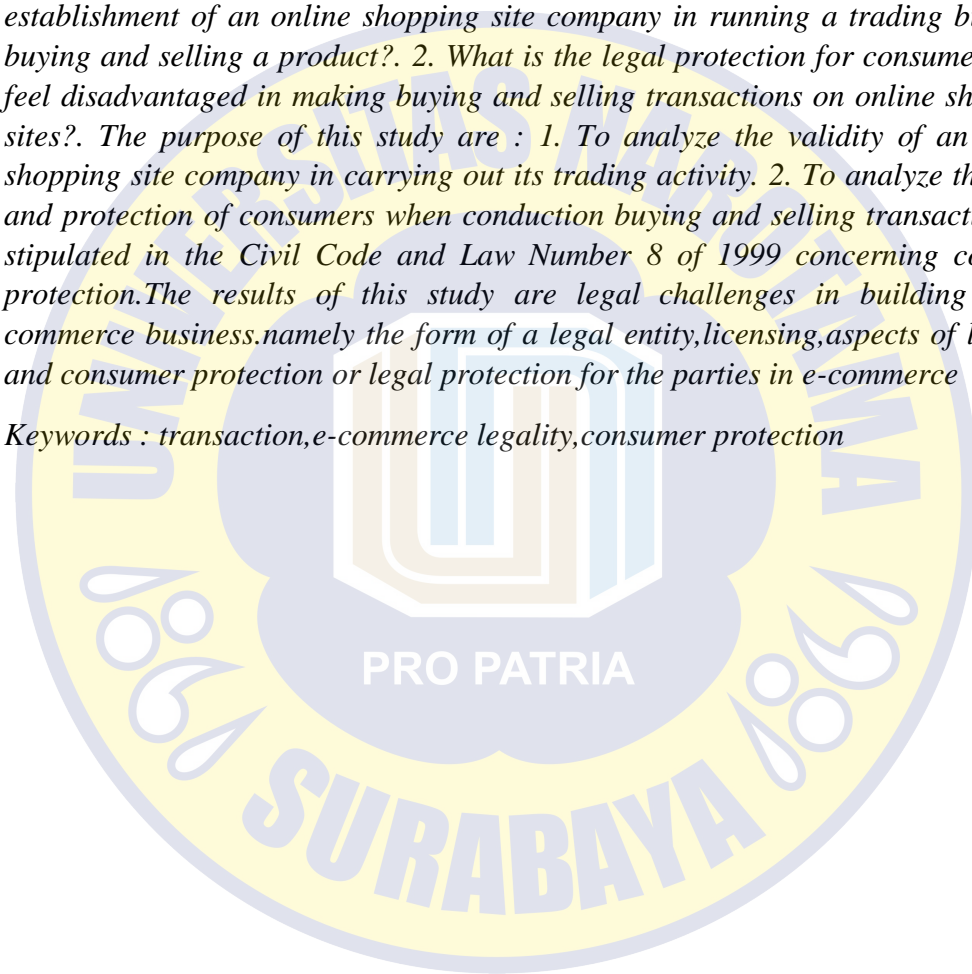 establishment of an online shopping site company in running a trading
buying and selling a product?. 2. What is the legal protection for
feel disadvantaged in making buying and selling transactions on online
sites?. The purpose of this study are : 1. To analyze the validity of an
shopping site company in carrying out its trading activity. 2. To analyze
and protection of consumers when conduction buying and selling
stipulated in the Civil Code and Law Number 8 of 1999 concerning
protection.The results of this study are legal challenges in building
commerce business.namely the form of a legal entity,licensing,aspects of
and consumer protection or legal protection for the parties in e-commerce
Keywords : transaction,e-commerce legality,consumer protection
UNIVERSITAS NAROTAMA
PRO PATRIA
SURABAYA